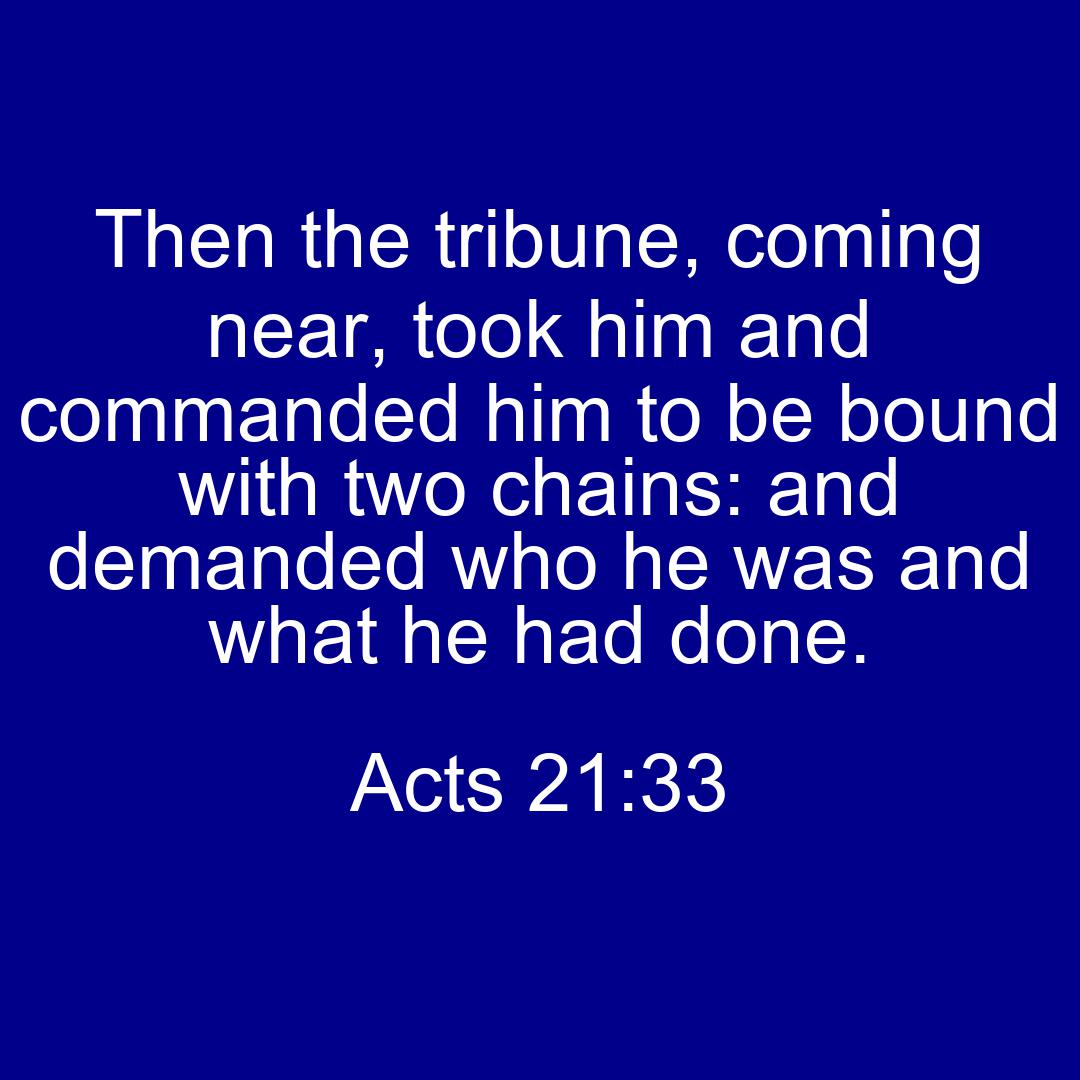 Then the tribune, coming
near, took him and
commanded him to be bound
with two chains: and
demanded who he was and
what he had done.
Acts 21:33